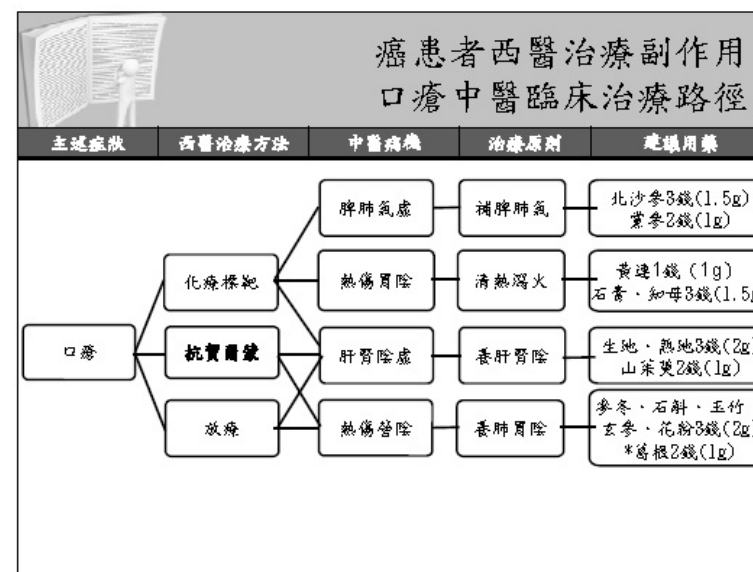 癌患者西醫治療副作用
口瘡中醫臨床治療路徑
主述症狀 西醫治療方法 中醫病機 治療原則 建議用藥
脾肺氣虛 補脾肺氣 北沙參3錢(1.5g)
黨參2錢(1g)
化療標靶 熱傷胃陰 清熱瀉火 黃連1錢 (1g)
石膏、知母3錢(1.5g
口瘡 抗賀爾蒙 肝腎陰虛 養肝腎陰 生地、熟地3錢(2g)
山茱萸2錢(1g)
放療 熱傷營陰 養肺胃陰 麥冬、石斛、玉竹
玄參、花粉3錢(2g)
*葛根2錢(1g)